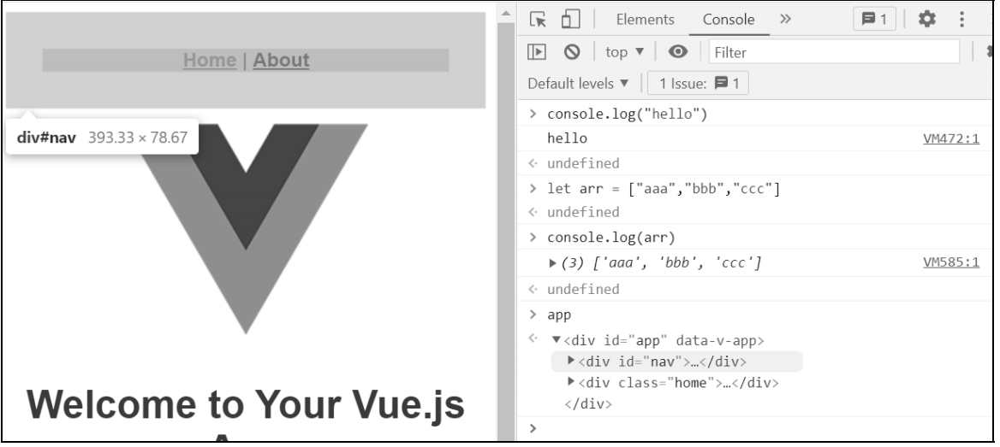 Home | About
div#nav 393.33 × 78.67
Welcome to Your Vue.js
Elements Console » 1
top ▼ Filter
Default levels ▼ 1 Issue: 1
> console.log("hello")
hello VM472:1
<· undefined
> let arr = ["aaa","bbb","ccc"]
<· undefined
> console.log(arr)
▶(3) ['aaa', 'bbb', 'ccc'] VM585:1
<· undefined
> app
<· ▼<div id="app" data-v-app>
▶<div id="nav">…</div>
▶<div class="home">…</div>
</div>
>